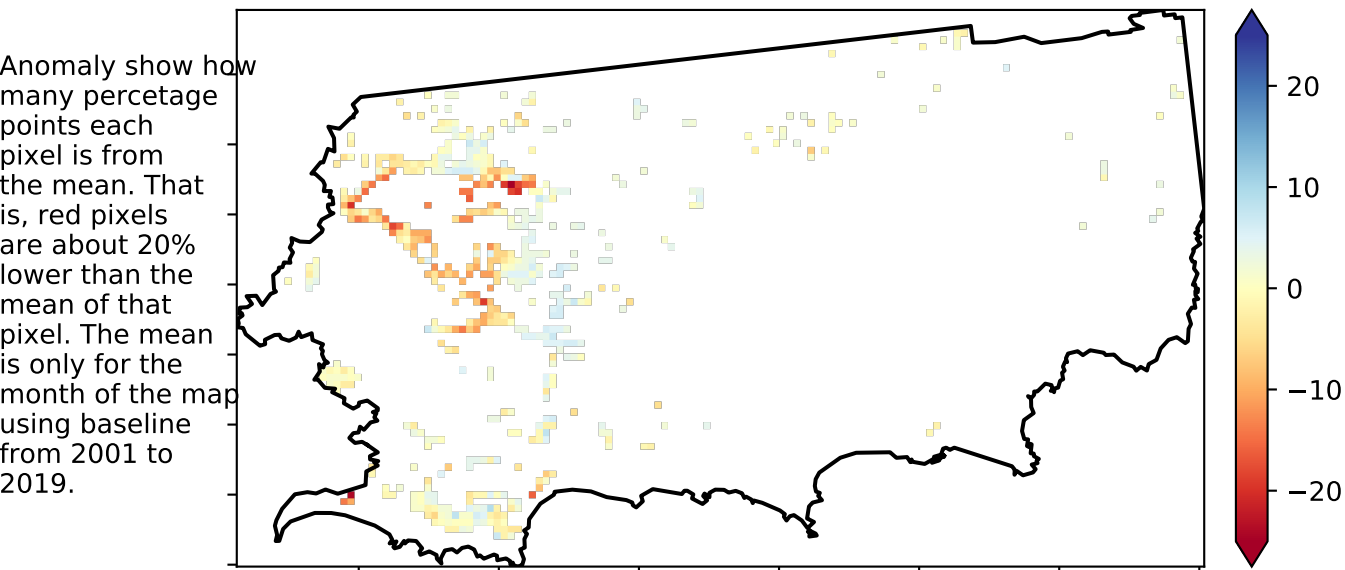 Anomaly show how
many percetage
points each
pixel is from
the mean. That
is, red pixels
are about 20%
lower than the
mean of that
pixel. The mean
is only for the
month of the map
using baseline
from 2001 to
2019.
20
10
0
−10
−20